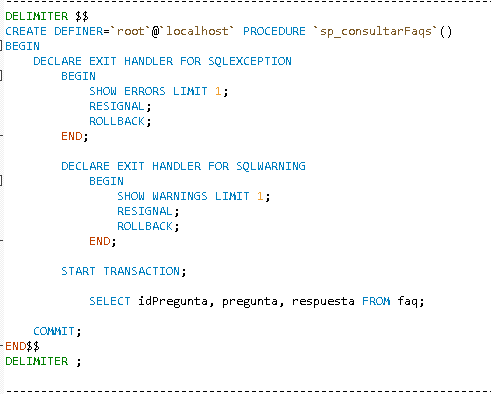 DELIMITER $$
CREATE DEFINER=`root`@`localhost` PROCEDURE `sp_consultarFaqs`()
BEGIN
    DECLARE EXIT HANDLER FOR SQLEXCEPTION
        BEGIN
            SHOW ERRORS LIMIT 1;
            RESIGNAL;
            ROLLBACK;
        END;
    DECLARE EXIT HANDLER FOR SQLWARNING
        BEGIN
            SHOW WARNINGS LIMIT 1;
            RESIGNAL;
            ROLLBACK;
            END;
        START TRANSACTION;
            SELECT idPregunta, pregunta, respuesta FROM faq;
    COMMIT;
END$$
DELIMITER ;